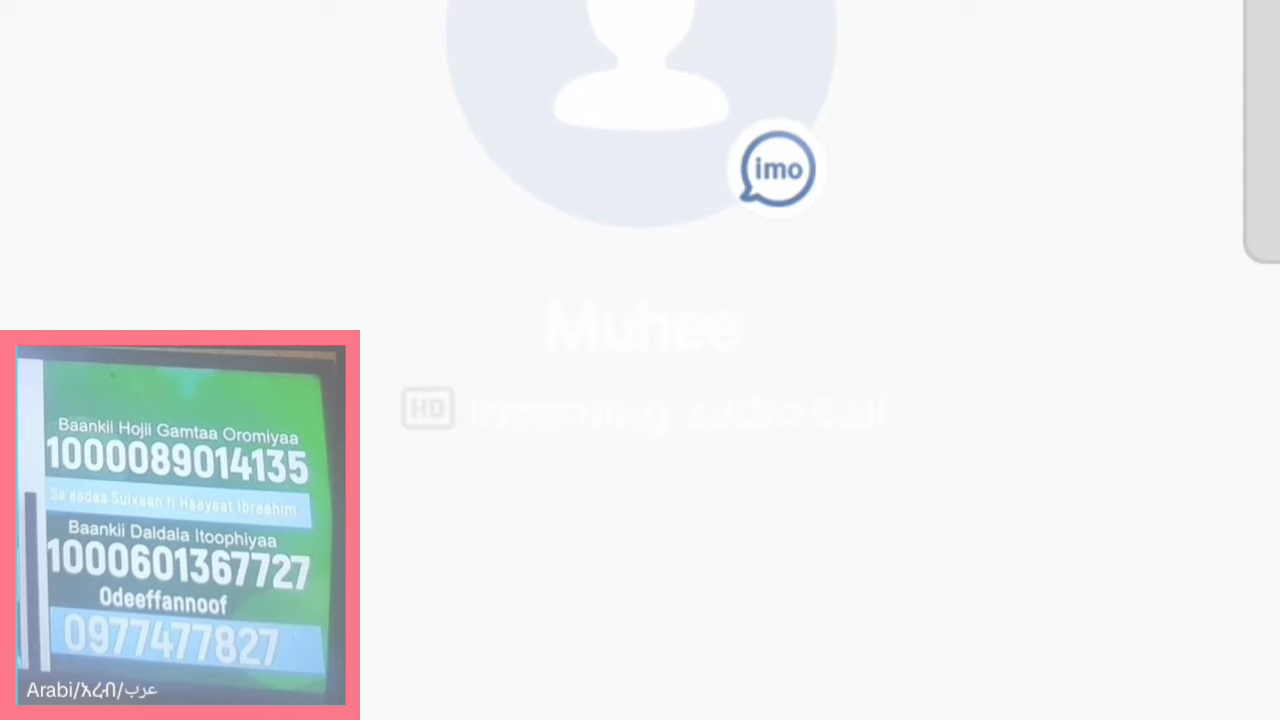 imo
Muhee
HD Incoming audio call
Baankii Hojii Gamtaa Oromiyaa
1000089014135
Sa'aadaa Sulxaan fi Haayaat Ibraahim
Baankii Daldala Itoophiyaa
1000601367727
Odeeffannoof
0977477827
Arabi/አረብ/عرب